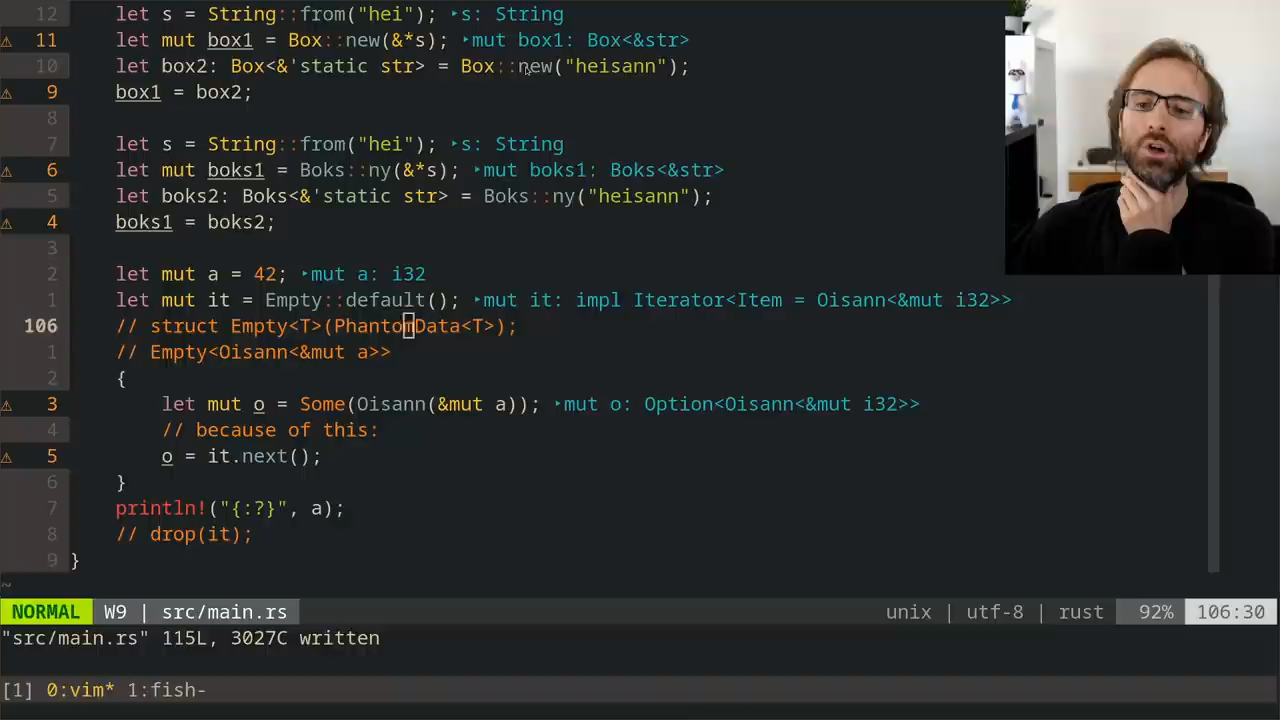 12 let s = String::from("hei"); ‣s: String
⚠ 11 let mut box1 = Box::new(&*s); ‣mut box1: Box<&str>
10 let box2: Box<&'static str> = Box::new("heisann");
⚠ 9 box1 = box2;
8
7 let s = String::from("hei"); ‣s: String
⚠ 6 let mut boks1 = Boks::ny(&*s); ‣mut boks1: Boks<&str>
5 let boks2: Boks<&'static str> = Boks::ny("heisann");
⚠ 4 boks1 = boks2;
3
2 let mut a = 42; ‣mut a: i32
1 let mut it = Empty::default(); ‣mut it: impl Iterator<Item = Oisann<&mut i32>>
106 // struct Empty<T>(PhantomData<T>);
1 // Empty<Oisann<&mut a>>
2 {
⚠ 3 let mut o = Some(Oisann(&mut a)); ‣mut o: Option<Oisann<&mut i32>>
4 // because of this:
⚠ 5 o = it.next();
6 }
7 println!("{:?}", a);
8 // drop(it);
9 }
~
NORMAL W9 | src/main.rs unix | utf-8 | rust 92% 106:30
"src/main.rs" 115L, 3027C written
[1] 0:vim* 1:fish-